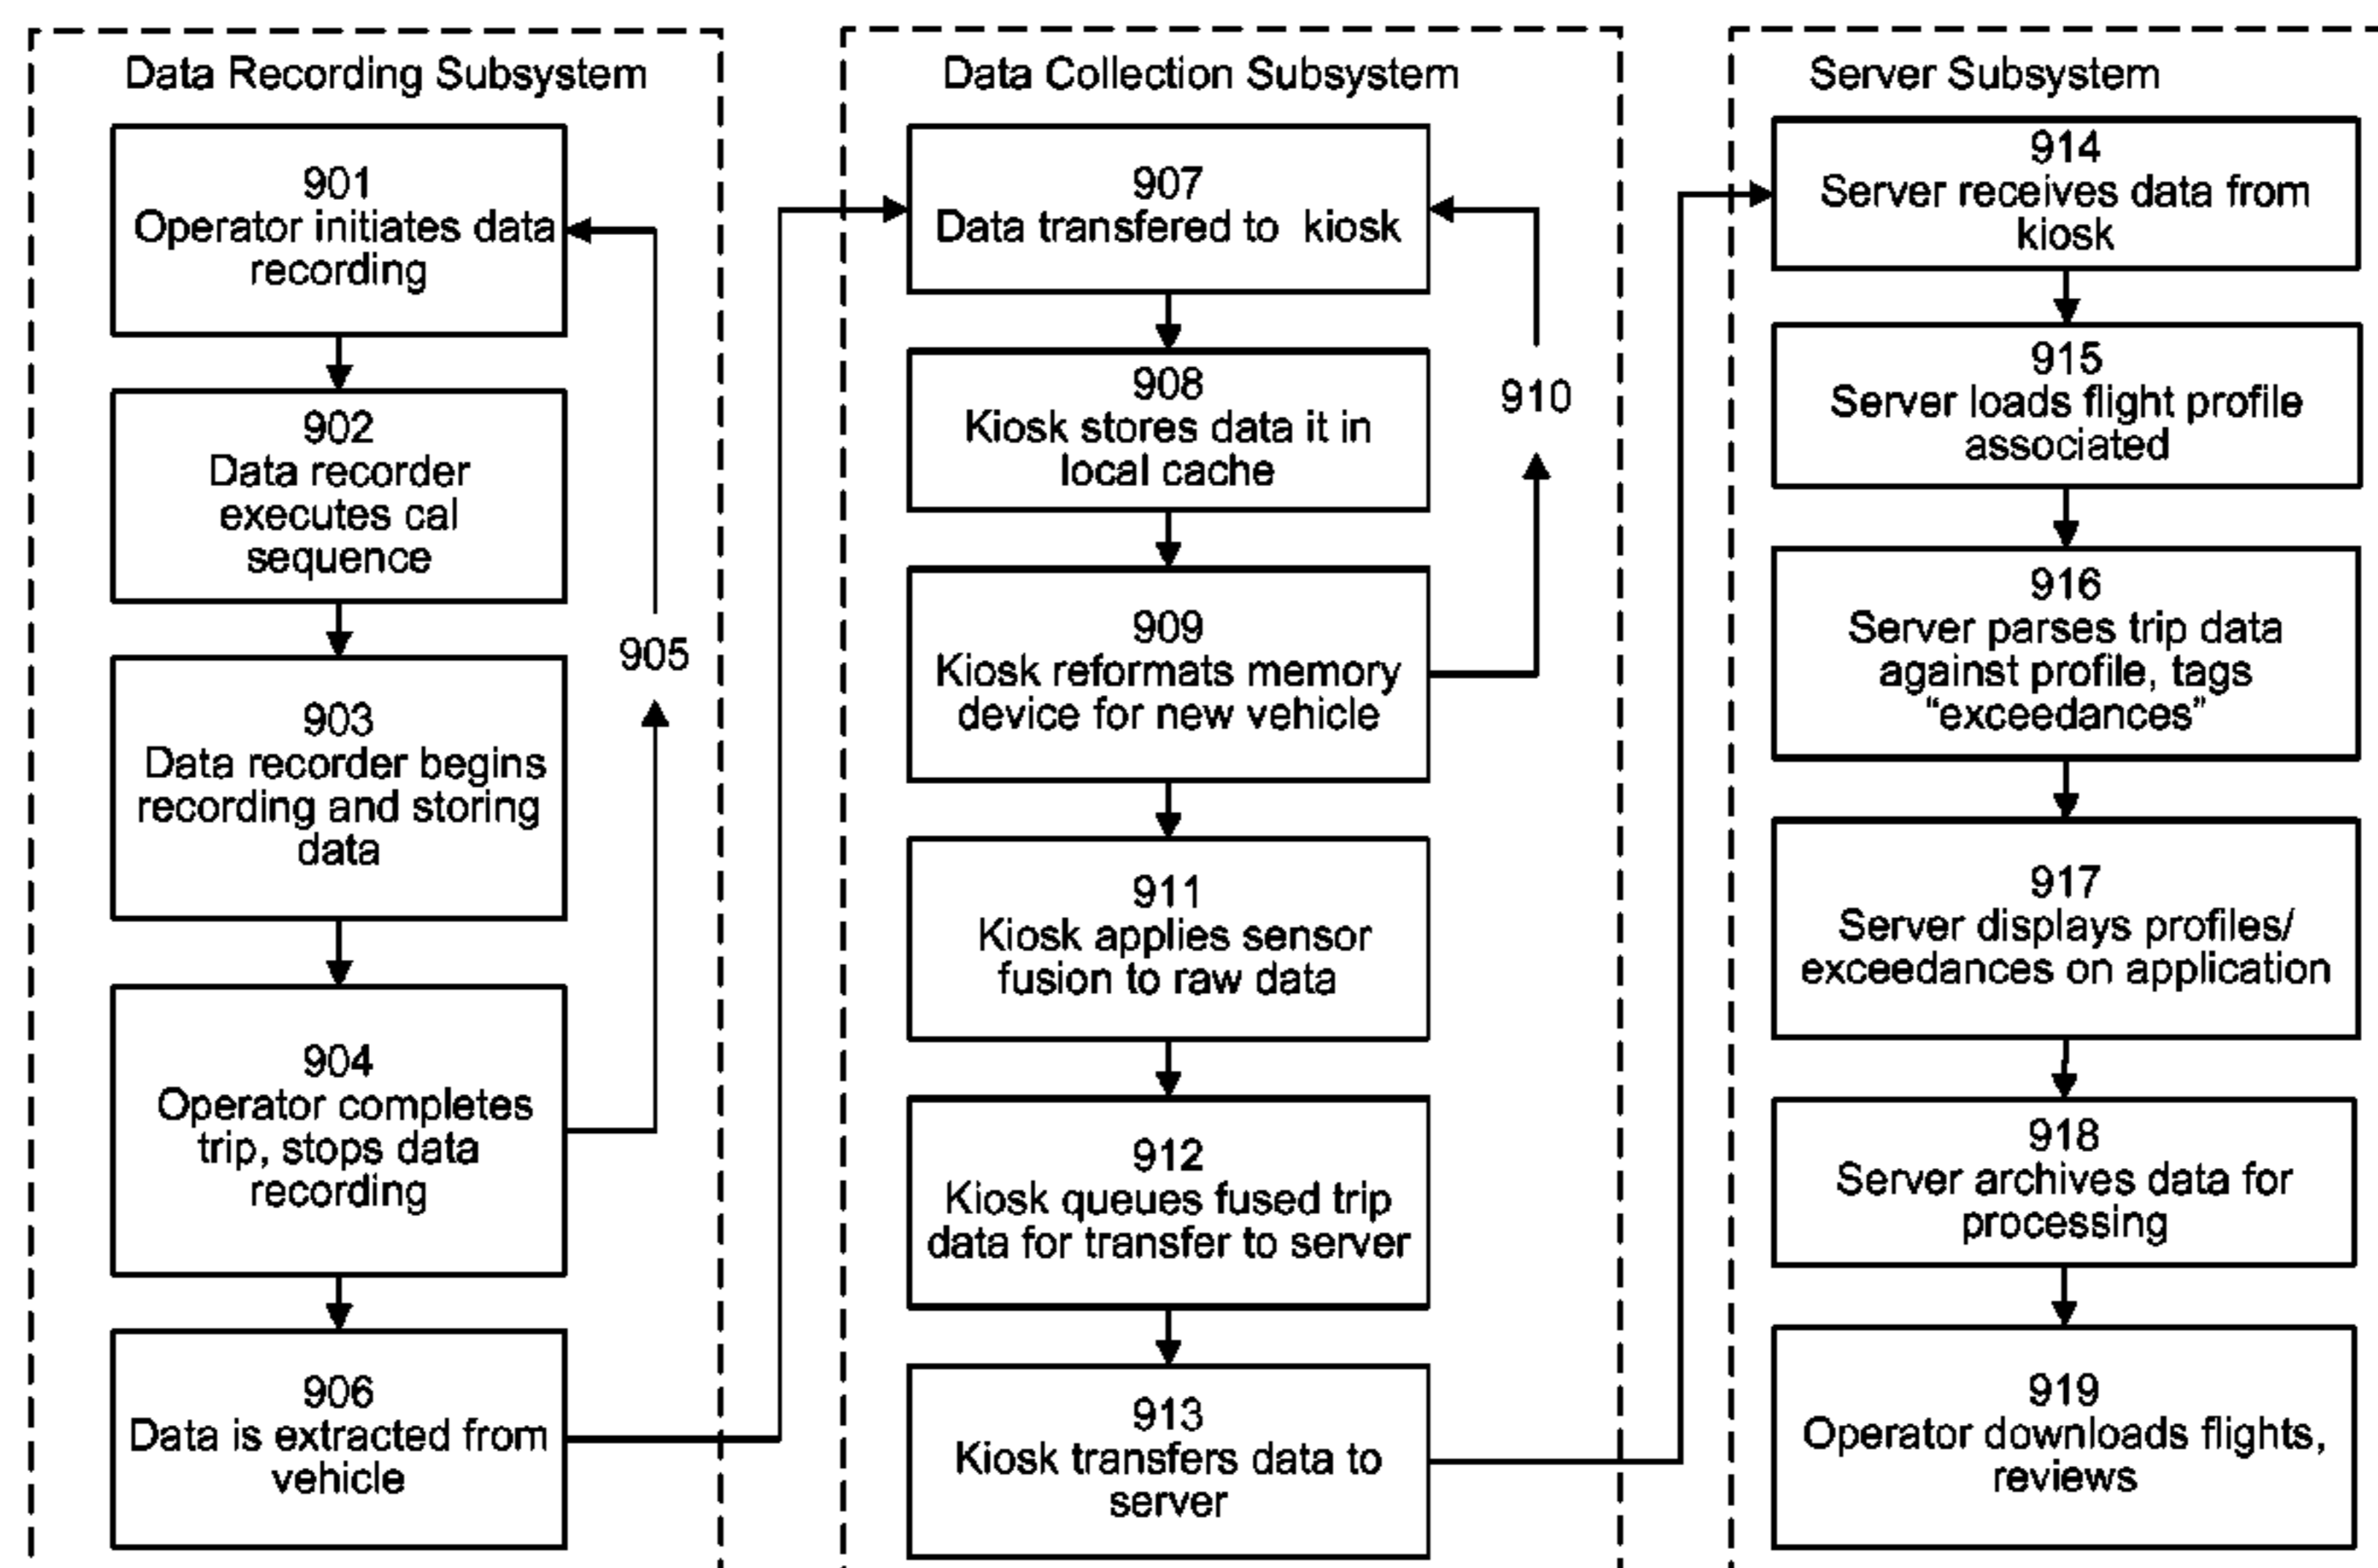 Data Recording Subsystem
901
Operator initiates data
recording
902
Data recorder
executes cal
sequence
903
Data recorder begins
recording and storing
data
904
Operator completes
trip, stops data
recording
905
906
Data is extracted from
vehicle
Data Collection Subsystem
907
Data transfered to kiosk
908
Kiosk stores data it in
local cache
909
Kiosk reformats memory
device for new vehicle
910
911
Kiosk applies sensor
fusion to raw data
912
Kiosk queues fused trip
data for transfer to server
913
Kiosk transfers data to
server
Server Subsystem
914
Server receives data from
kiosk
915
Server loads flight profile
associated
916
Server parses trip data
against profile, tags
“exceedances”
917
Server displays profiles/
exceedances on application
918
Server archives data for
processing
919
Operator downloads flights,
reviews